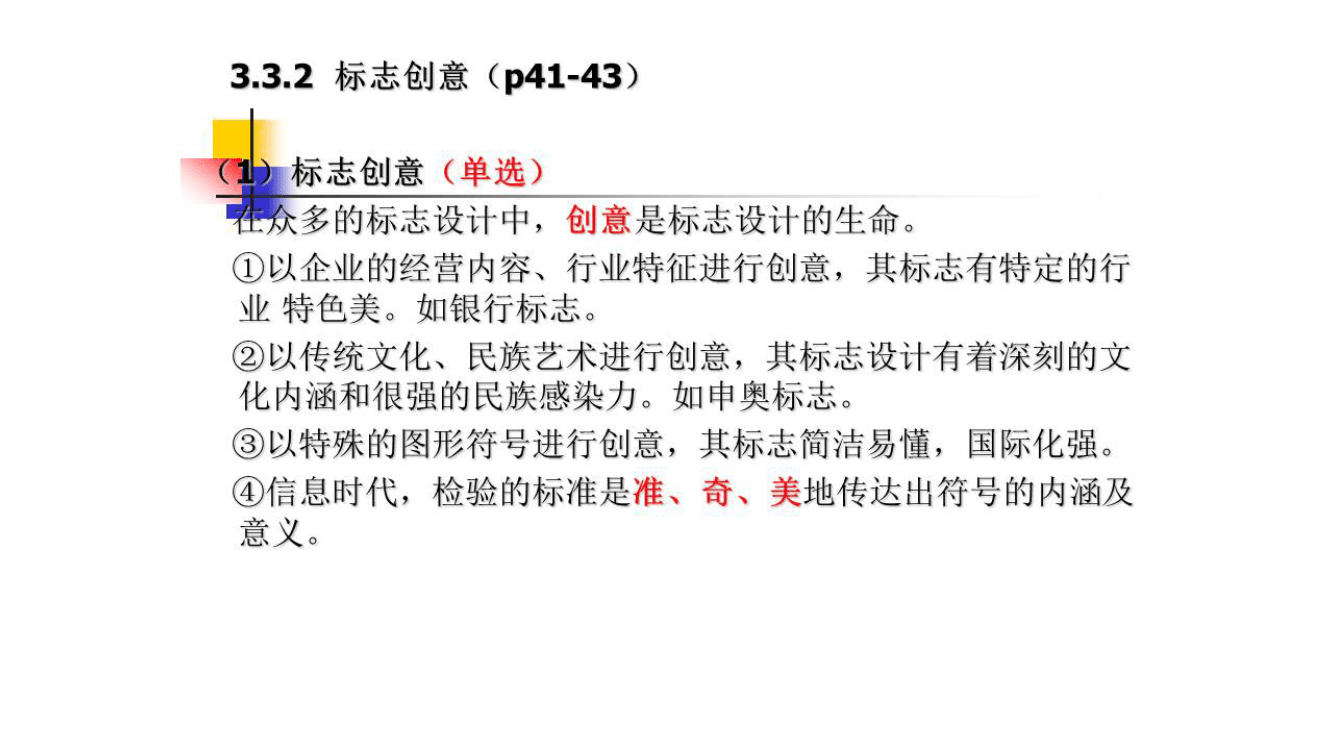 3.3.2 标志创意（p41-43）
（1）标志创意（单选）
在众多的标志设计中，创意是标志设计的生命。
①以企业的经营内容、行业特征进行创意，其标志有特定的行
业 特色美。如银行标志。
②以传统文化、民族艺术进行创意，其标志设计有着深刻的文
化内涵和很强的民族感染力。如申奥标志。
③以特殊的图形符号进行创意，其标志简洁易懂，国际化强。
④信息时代，检验的标准是准、奇、美地传达出符号的内涵及
意义。